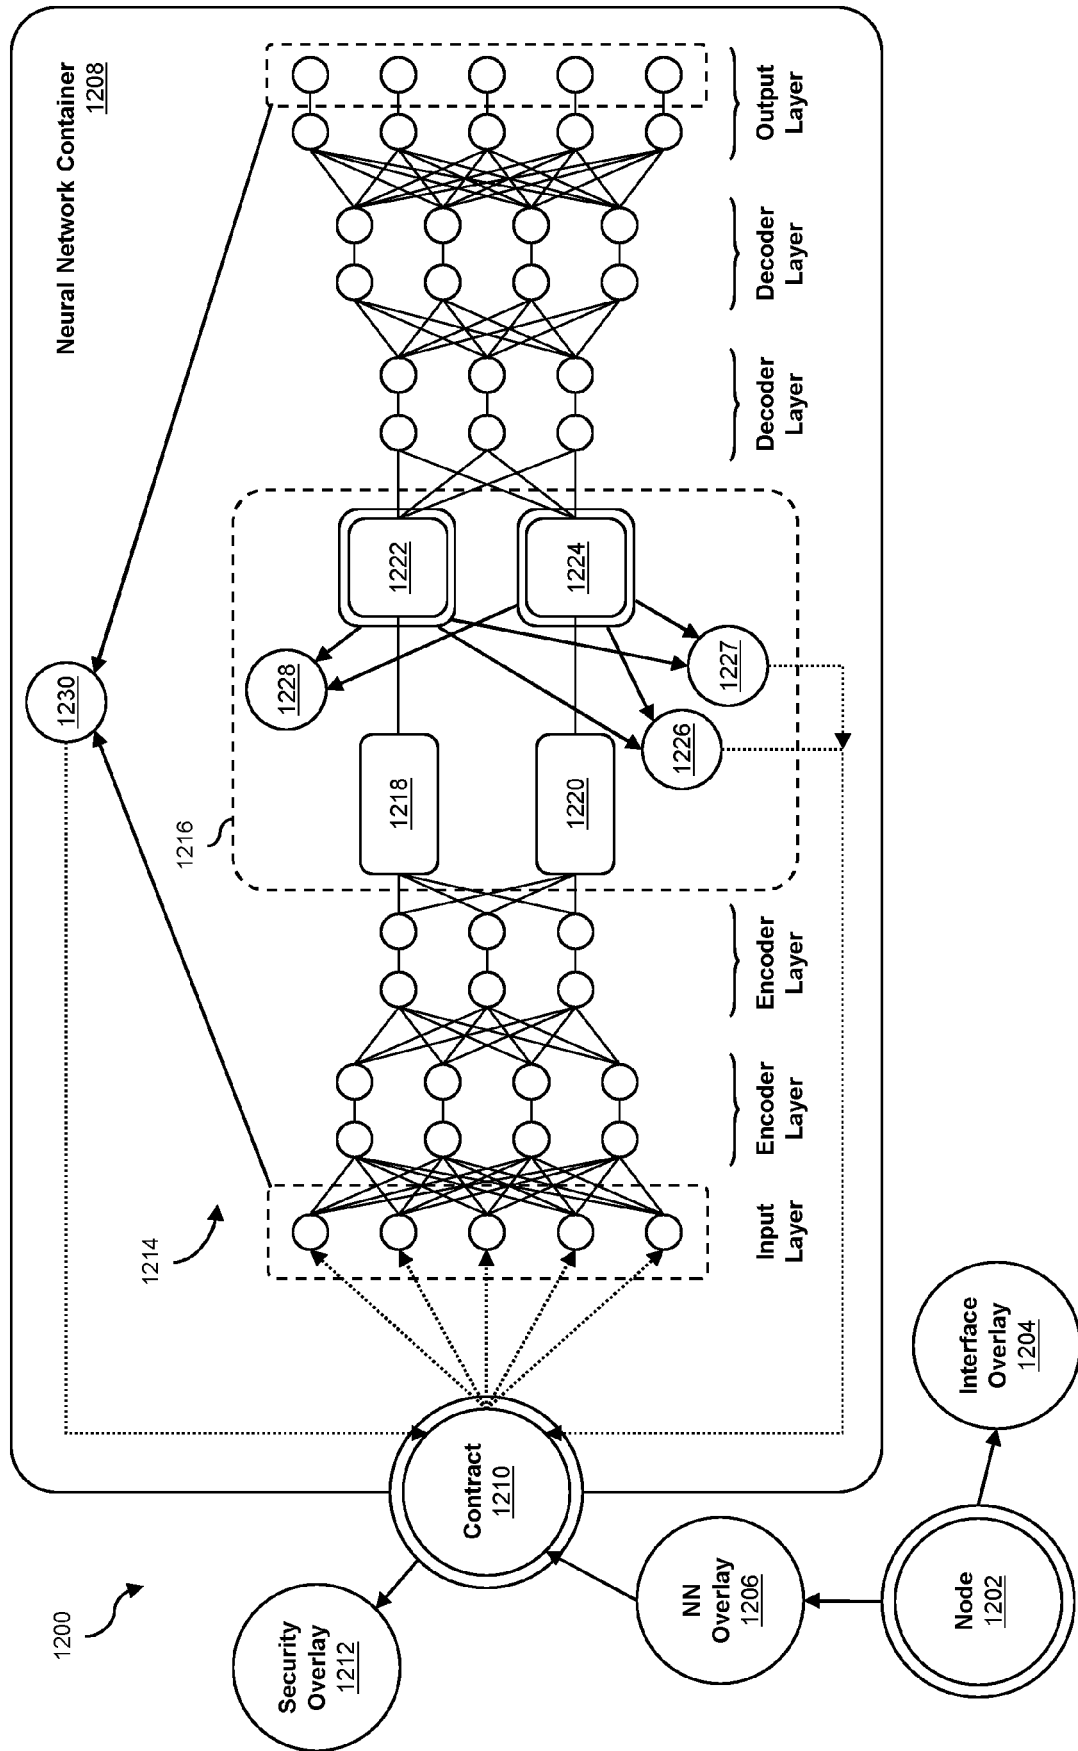 1200
Security
Overlay
1212
Node
1202
NN
Overlay
1206
Interface
Overlay
1204
Contract
1210
Neural Network Container
1208
1214
1230
1216
1218
1220
1222
1224
1228
1226
1227
Input
Layer
Encoder
Layer
Encoder
Layer
Decoder
Layer
Decoder
Layer
Output
Layer